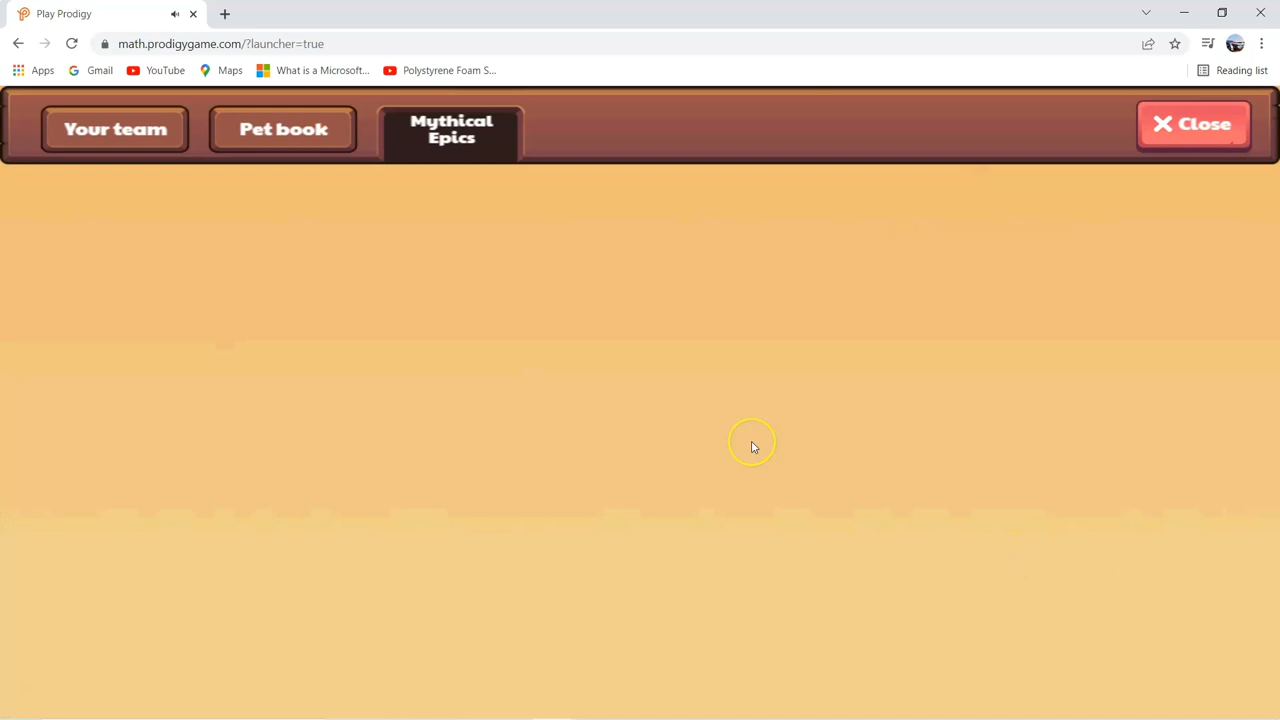 Play Prodigy
math.prodigygame.com/?launcher=true
Apps
Gmail
YouTube
Maps
What is a Microsoft...
Polystyrene Foam S...
Reading list
Your team
Pet book
Mythical
Epics
Close